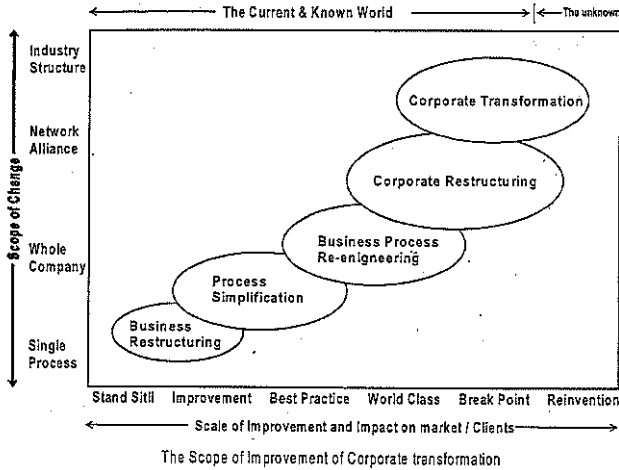 The Current & Known World
The unknown
Industry
Structure
Corporate Transformation
Network
Alliance
Corporate Restructuring
Scope of Change
Business Process
Re-enigneering
Whole
Company
Process
Simplification
Business
Restructuring
Single
Process
Stand Sitll
Improvement
Best Practice
World Class
Break Point
Reinvention
Scale of Improvement and Impact on market / Clients
The Scope of Improvement of Corporate transformation